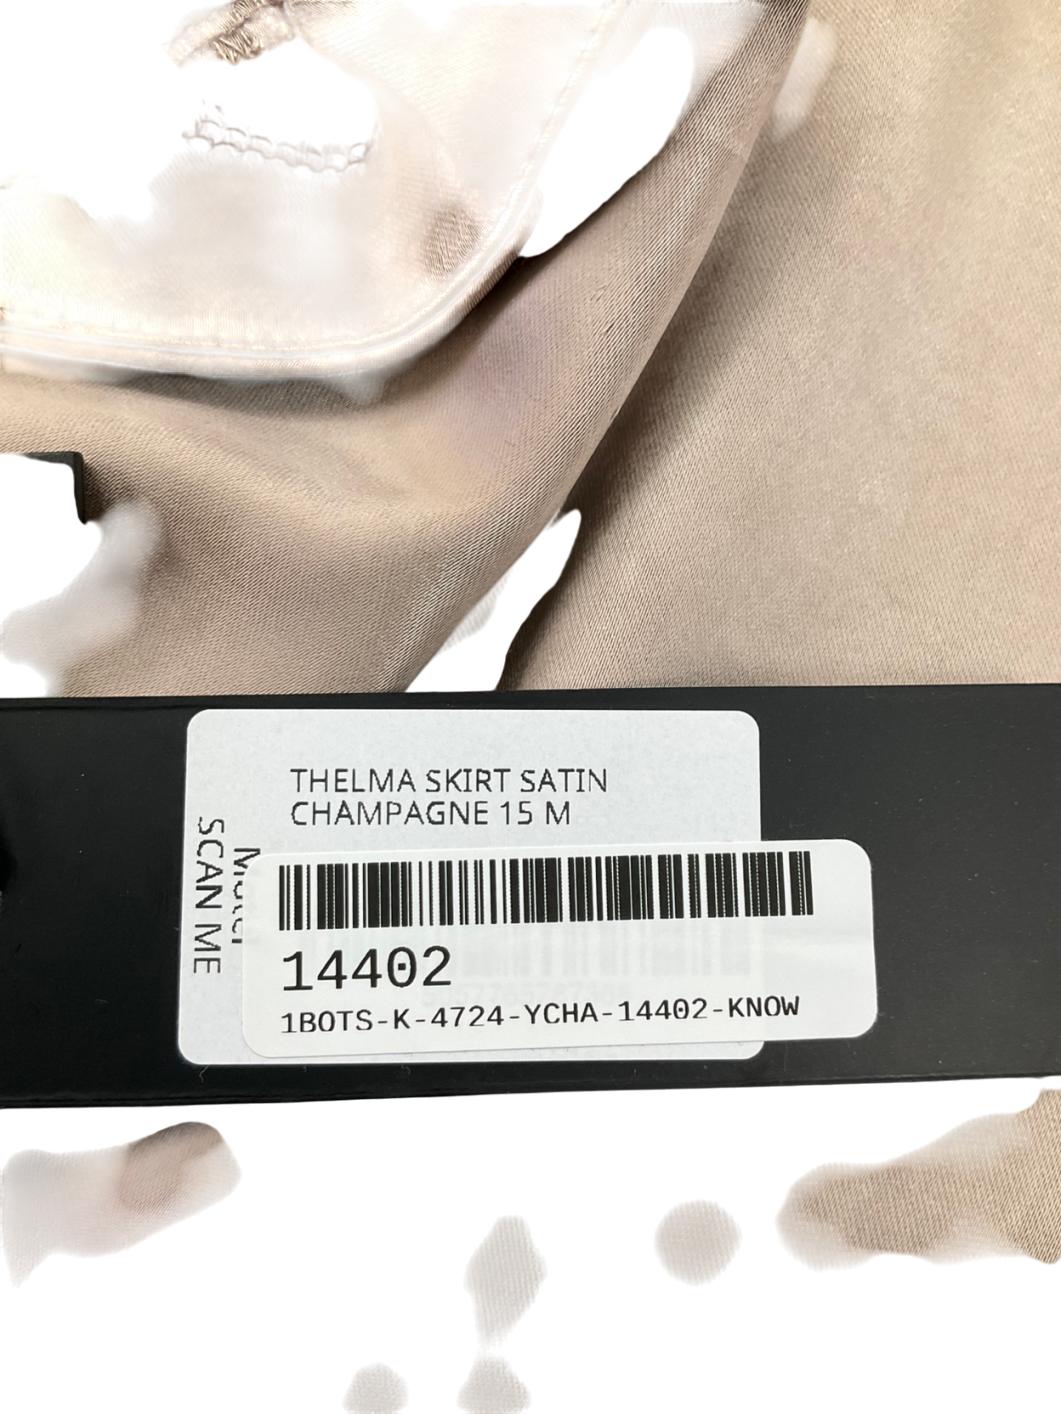 THELMA SKIRT SATIN
CHAMPAGNE 15 M
SCAN ME
14402
1BOTS-K-4724-YCHA-14402-KNOW